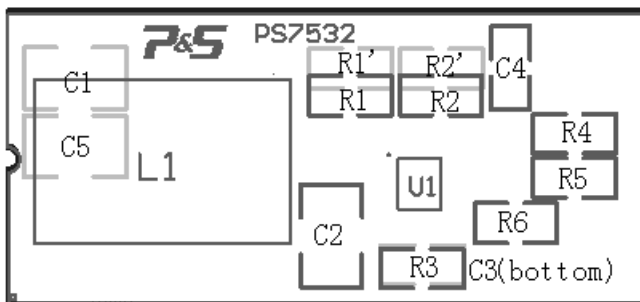 P&S PS7532
C1 R1' R2' C4
R1 R2
C5 L1 U1 R4
R5
C2 R6
R3 C3(bottom)